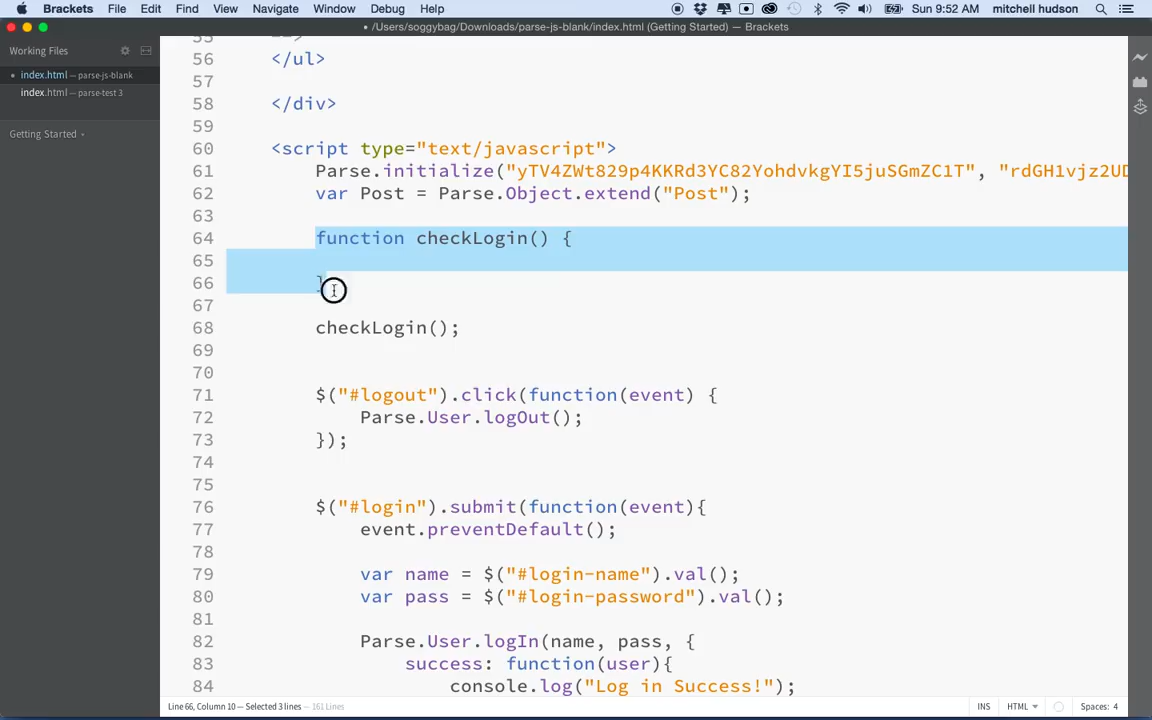 Brackets File Edit Find View Navigate Window Debug Help Sun 9:52 AM mitchell hudson
• /Users/soggybag/Downloads/parse-js-blank/index.html (Getting Started) — Brackets
Working Files
• index.html — parse-js-blank
index.html — parse-test 3
Getting Started
55 -->
56 </ul>
57
58 </div>
59
60 <script type="text/javascript">
61 Parse.initialize("yTV4ZWt829p4KKRd3YC82YohdvkgYI5juSGmZC1T", "rdGH1vjz2UD
62 var Post = Parse.Object.extend("Post");
63
64 function checkLogin() {
65
66 }
67
68 checkLogin();
69
70
71 $("#logout").click(function(event) {
72 Parse.User.logOut();
73 });
74
75
76 $("#login").submit(function(event){
77 event.preventDefault();
78
79 var name = $("#login-name").val();
80 var pass = $("#login-password").val();
81
82 Parse.User.logIn(name, pass, {
83 success: function(user){
84 console.log("Log in Success!");
Line 66, Column 10 — Selected 3 lines — 161 Lines INS HTML Spaces: 4